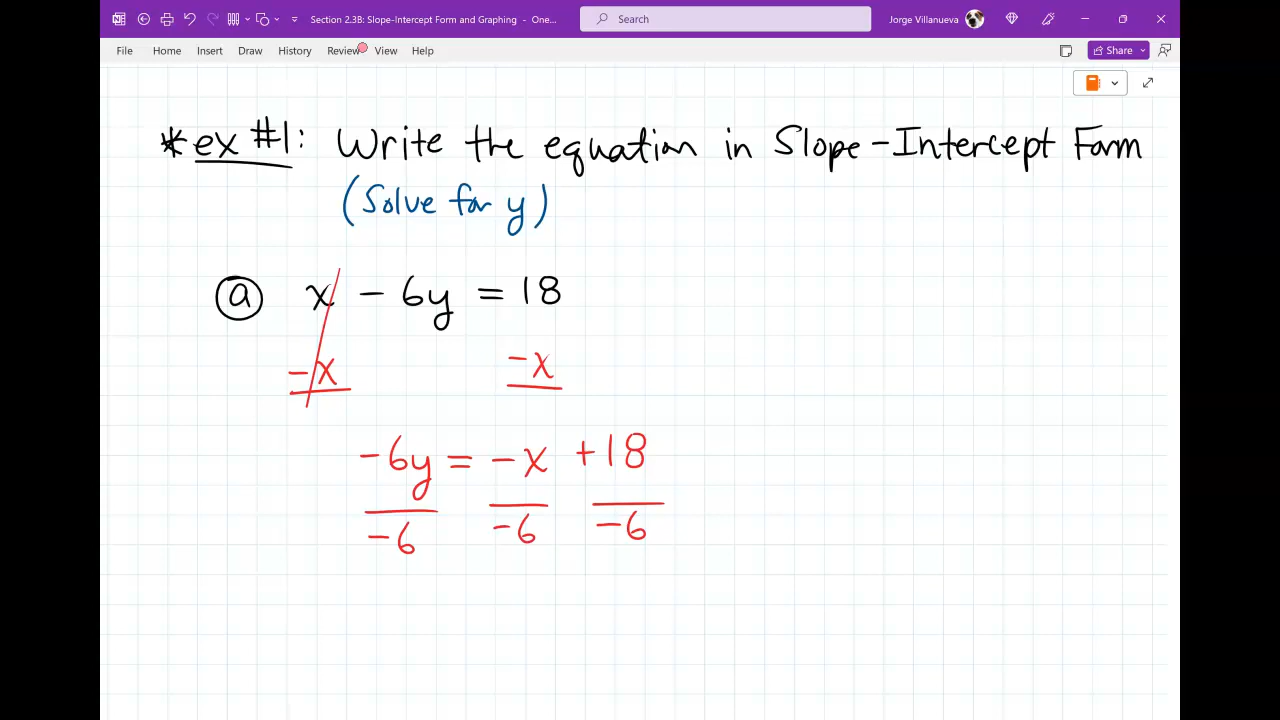 Section 2.3B: Slope-Intercept Form and Graphing - One...
Search
Jorge Villanueva
File Home Insert Draw History Review View Help
Share
*ex #1: Write the equation in Slope-Intercept Form
(Solve for y)
a x - 6y = 18
-x -x
-6y = -x +18
-6 -6 -6